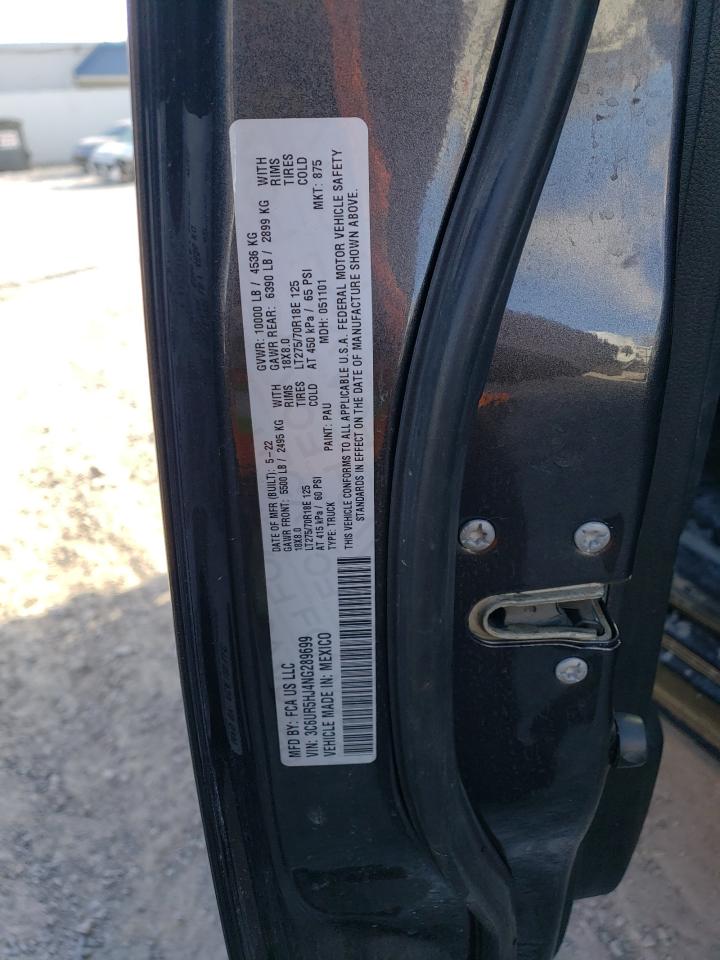 MFD BY: FCA US LLC
VIN: 3C6UR5HJ4NG289699
VEHICLE MADE IN: MEXICO
DATE OF MFR (BUILT): 5-22 GVWR: 10000 LB / 4536 KG
GAWR FRONT: 5500 LB / 2495 KG WITH GAWR REAR: 6390 LB / 2899 KG WITH
18X8.0 RIMS 18X8.0 RIMS
LT275/70R18E 125 TIRES LT275/70R18E 125 TIRES
AT 415 kPa / 60 PSI COLD AT 450 kPa / 65 PSI COLD
TYPE: TRUCK PAINT: PAU MDH: 051101 MKT: 875
THIS VEHICLE CONFORMS TO ALL APPLICABLE U.S.A. FEDERAL MOTOR VEHICLE SAFETY
STANDARDS IN EFFECT ON THE DATE OF MANUFACTURE SHOWN ABOVE.